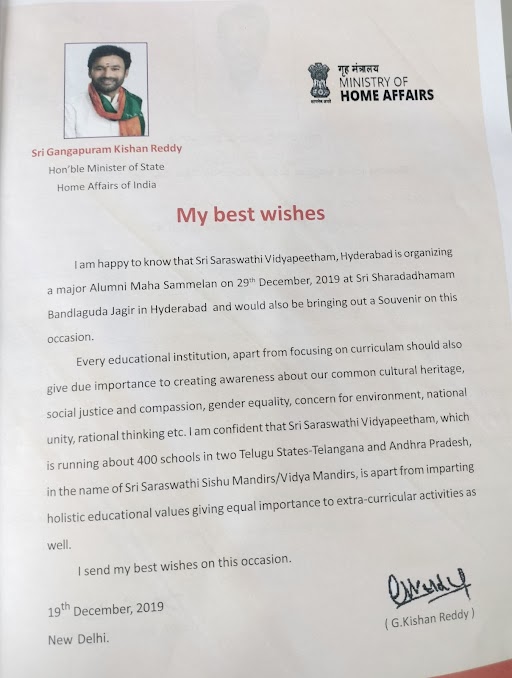 गृह मंत्रालय
MINISTRY OF
HOME AFFAIRS
सत्यमेव जयते
Sri Gangapuram Kishan Reddy
Hon'ble Minister of State
Home Affairs of India
My best wishes
I am happy to know that Sri Saraswathi Vidyapeetham, Hyderabad is organizing
a major Alumni Maha Sammelan on 29th December, 2019 at Sri Sharadadhamam
Bandlaguda Jagir in Hyderabad and would also be bringing out a Souvenir on this
occasion.
Every educational institution, apart from focusing on curriculam should also
give due importance to creating awareness about our common cultural heritage,
social justice and compassion, gender equality, concern for environment, national
unity, rational thinking etc. I am confident that Sri Saraswathi Vidyapeetham, which
is running about 400 schools in two Telugu States-Telangana and Andhra Pradesh,
in the name of Sri Saraswathi Sishu Mandirs/Vidya Mandirs, is apart from imparting
holistic educational values giving equal importance to extra-curricular activities as
well.
I send my best wishes on this occasion.
19th December, 2019
New Delhi.
( G.Kishan Reddy )